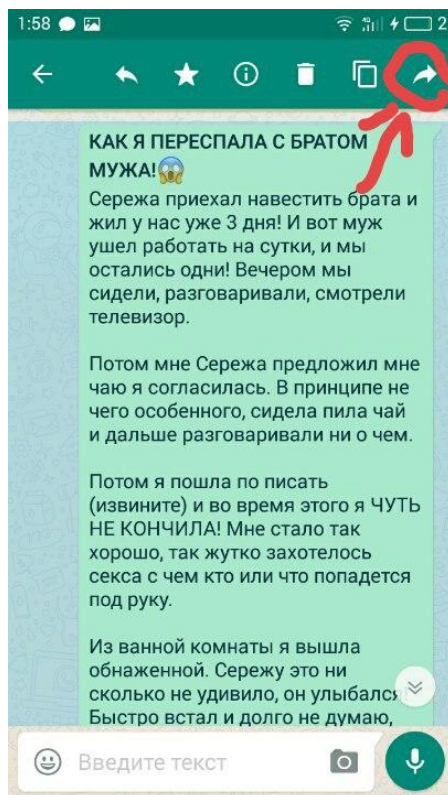 1:58
2
КАК Я ПЕРЕСПАЛА С БРАТОМ
МУЖА!😱
Сережа приехал навестить брата и
жил у нас уже 3 дня! И вот муж
ушел работать на сутки, и мы
остались одни! Вечером мы
сидели, разговаривали, смотрели
телевизор.
Потом мне Сережа предложил мне
чаю я согласилась. В принципе не
чего особенного, сидела пила чай
и дальше разговаривали ни о чем.
Потом я пошла по писать
(извините) и во время этого я ЧУТЬ
НЕ КОНЧИЛА! Мне стало так
хорошо, так жутко захотелось
секса с чем кто или что попадется
под руку.
Из ванной комнаты я вышла
обнаженной. Сережу это ни
сколько не удивило, он улыбался
Быстро встал и долго не думаю,
Введите текст